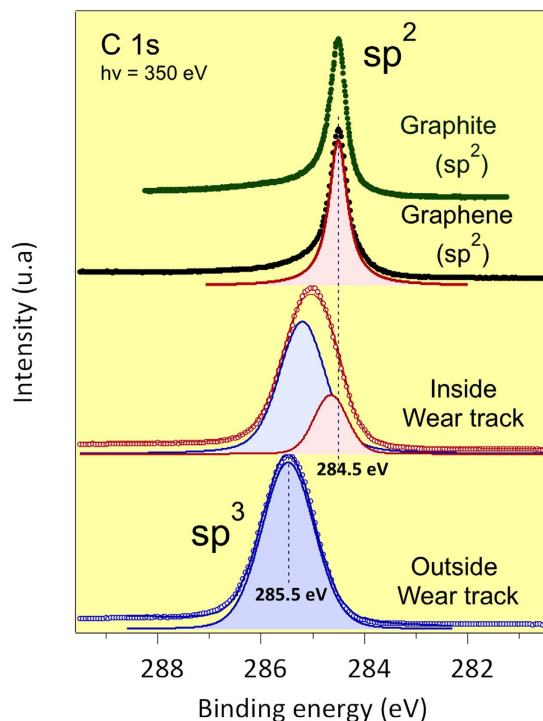 C 1s
hν = 350 eV
sp²
Graphite
(sp²)
Graphene
(sp²)
Intensity (u.a)
Inside
Wear track
284.5 eV
sp³
285.5 eV
Outside
Wear track
288 286 284 282
Binding energy (eV)